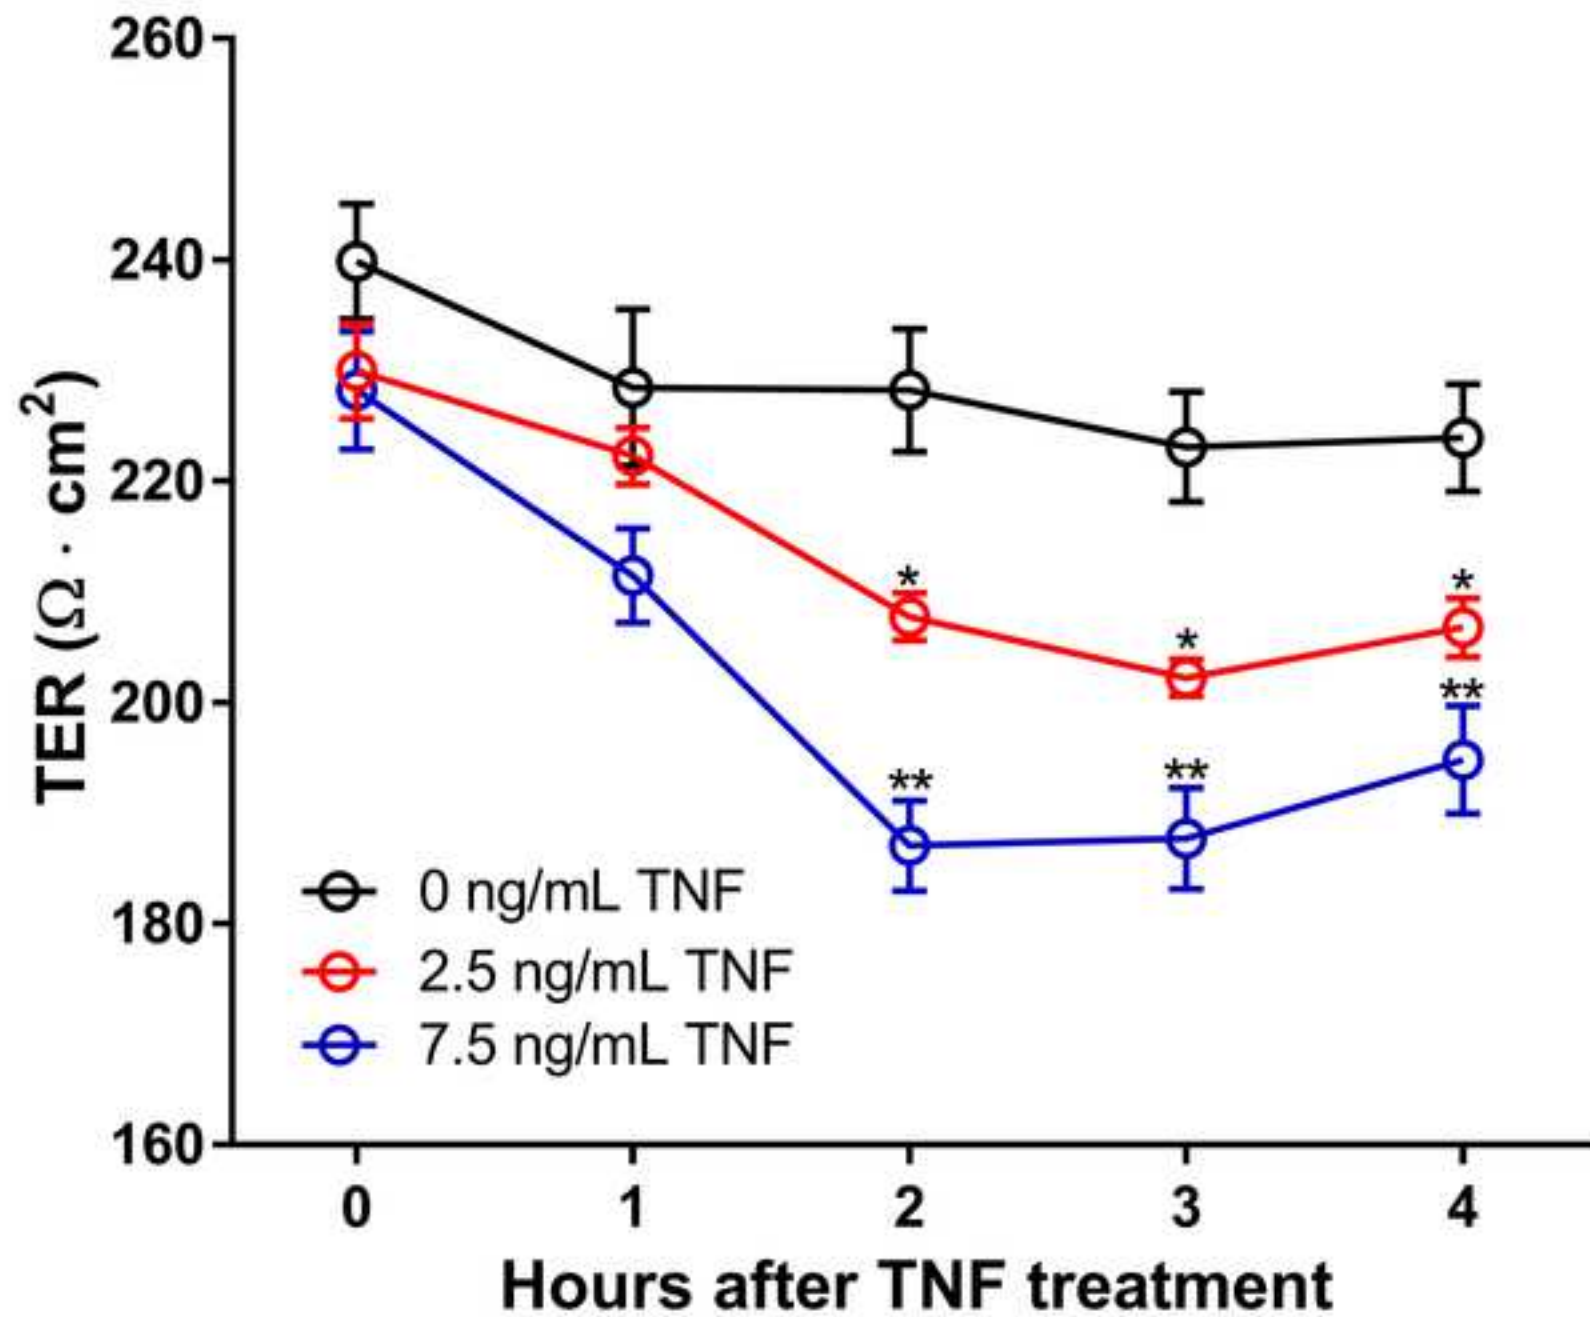 260
240
220
200
180
160
TER (Ω · cm²)
*
*
*
**
**
**
0 ng/mL TNF
2.5 ng/mL TNF
7.5 ng/mL TNF
0 1 2 3 4
Hours after TNF treatment